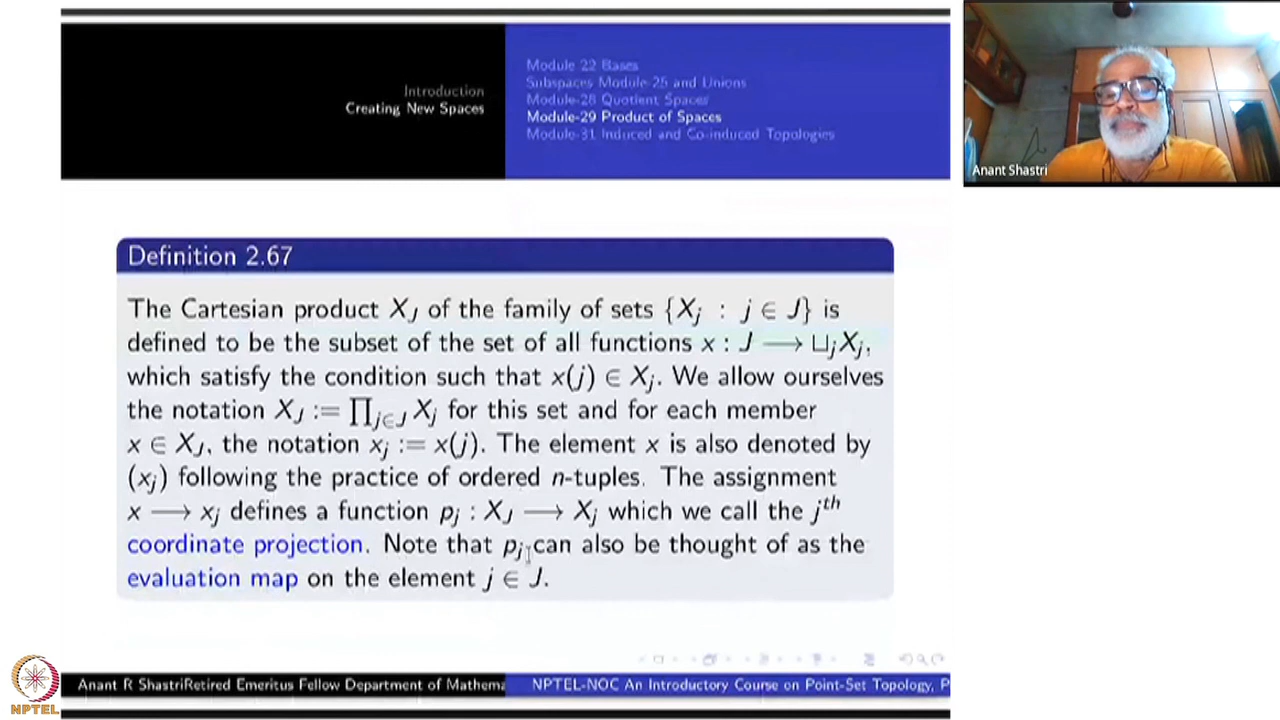 Introduction
Creating New Spaces
Module 22 Bases
Subspaces Module-25 and Unions
Module-28 Quotient Spaces
Module-29 Product of Spaces
Module-31 Induced and Co-induced Topologies
Anant Shastri
Definition 2.67
The Cartesian product X_J of the family of sets {X_j : j ∈ J} is
defined to be the subset of the set of all functions x : J ⟶ ⊔_j X_j,
which satisfy the condition such that x(j) ∈ X_j. We allow ourselves
the notation X_J := ∏_{j∈J} X_j for this set and for each member
x ∈ X_J, the notation x_j := x(j). The element x is also denoted by
(x_j) following the practice of ordered n-tuples. The assignment
x ⟶ x_j defines a function p_j : X_J ⟶ X_j which we call the j^th
coordinate projection. Note that p_j can also be thought of as the
evaluation map on the element j ∈ J.
Anant R ShastriRetired Emeritus Fellow Department of Mathema
NPTEL-NOC An Introductory Course on Point-Set Topology, P
NPTEL